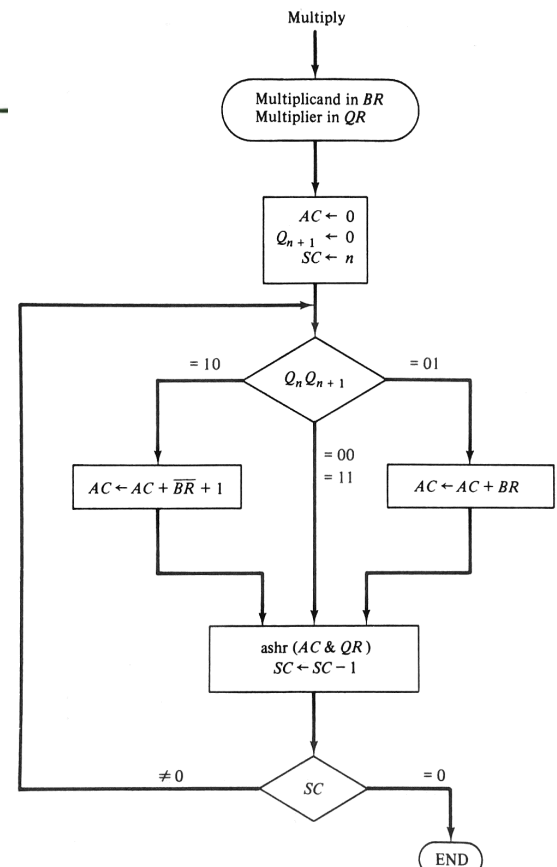 Multiply
Multiplicand in BR
Multiplier in QR
AC ← 0
Qₙ₊₁ ← 0
SC ← n
= 10
QₙQₙ₊₁
= 01
= 00
= 11
AC ← AC + B̅R̅ + 1
AC ← AC + BR
ashr (AC & QR)
SC ← SC − 1
≠ 0
SC
= 0
END